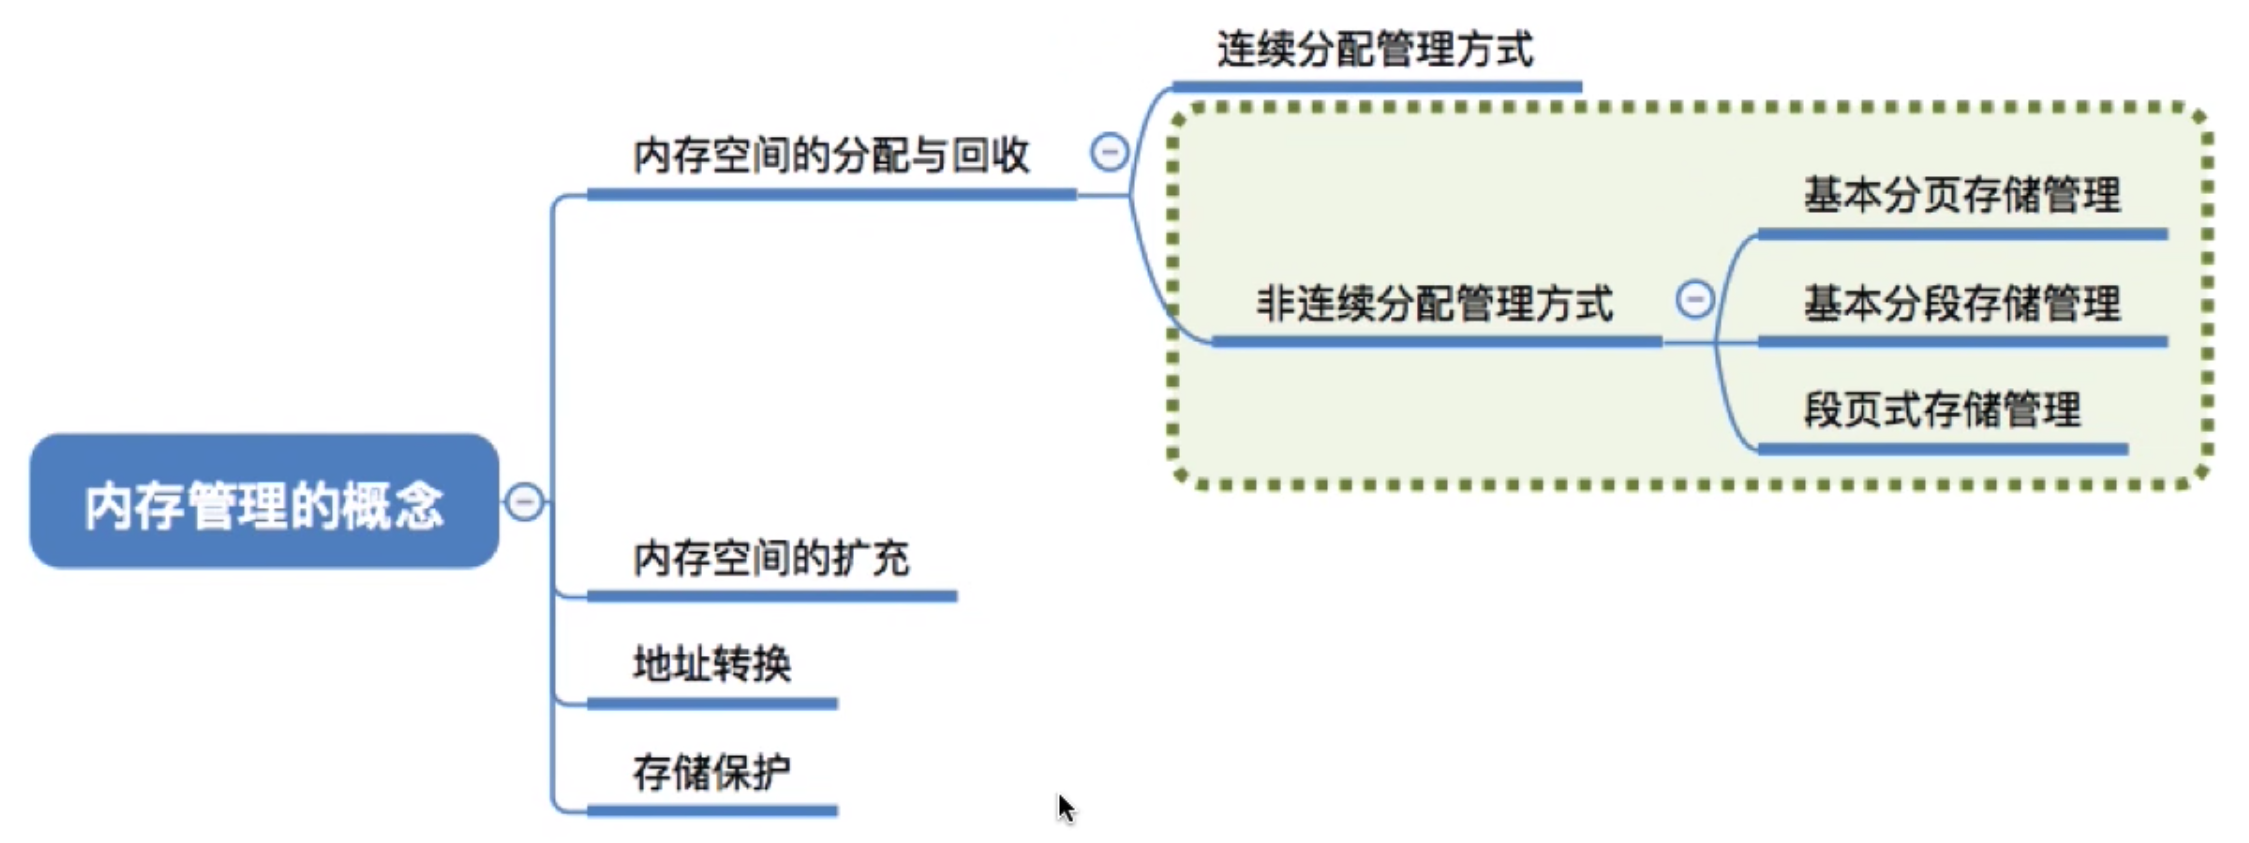 连续分配管理方式
内存空间的分配与回收
基本分页存储管理
非连续分配管理方式
基本分段存储管理
段页式存储管理
内存管理的概念
内存空间的扩充
地址转换
存储保护